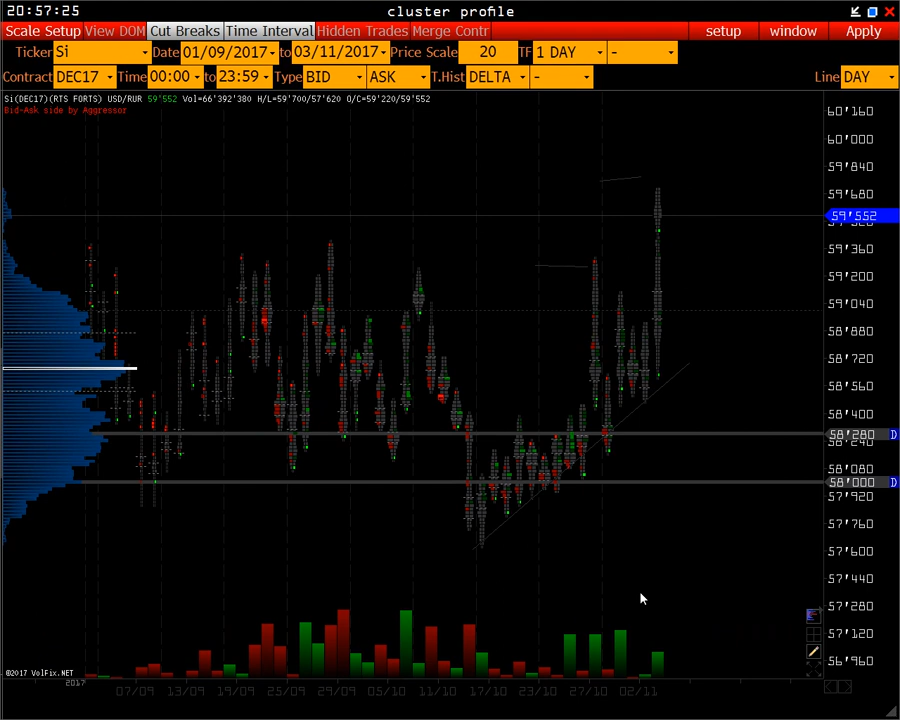 20:57:25 cluster profile
Scale Setup View DOM Cut Breaks Time Interval Hidden Trades Merge Contr setup window Apply
Ticker Si Date 01/09/2017 to 03/11/2017 Price Scale 20 TF 1 DAY -
Contract DEC17 Time 00:00 to 23:59 Type BID ASK T.Hist DELTA - Line DAY
Si(DEC17)(RTS FORTS) USD/RUR 59'552 Vol=66'392'380 H/L=59'700/57'620 O/C=59'220/59'552
Bid-Ask side by Aggressor
60'160
60'000
59'840
59'680
59'552
59'360
59'200
59'040
58'880
58'720
58'560
58'400
58'280 D
58'240
58'080
58'000 D
57'920
57'760
57'600
57'440
57'280
57'120
56'960
©2017 VolFix.NET
2017
07/09 13/09 19/09 25/09 29/09 05/10 11/10 17/10 23/10 27/10 02/11